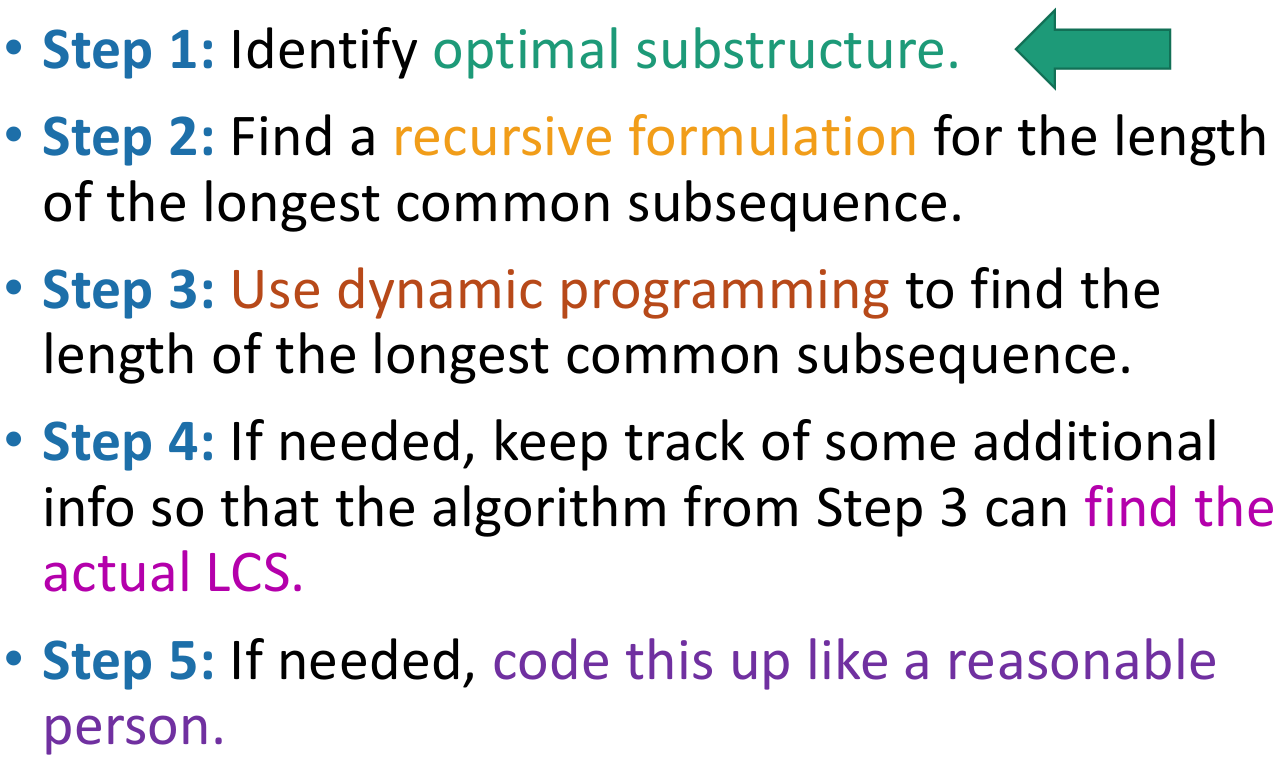 • Step 1: Identify optimal substructure.
• Step 2: Find a recursive formulation for the length
of the longest common subsequence.
• Step 3: Use dynamic programming to find the
length of the longest common subsequence.
• Step 4: If needed, keep track of some additional
info so that the algorithm from Step 3 can find the
actual LCS.
• Step 5: If needed, code this up like a reasonable
person.